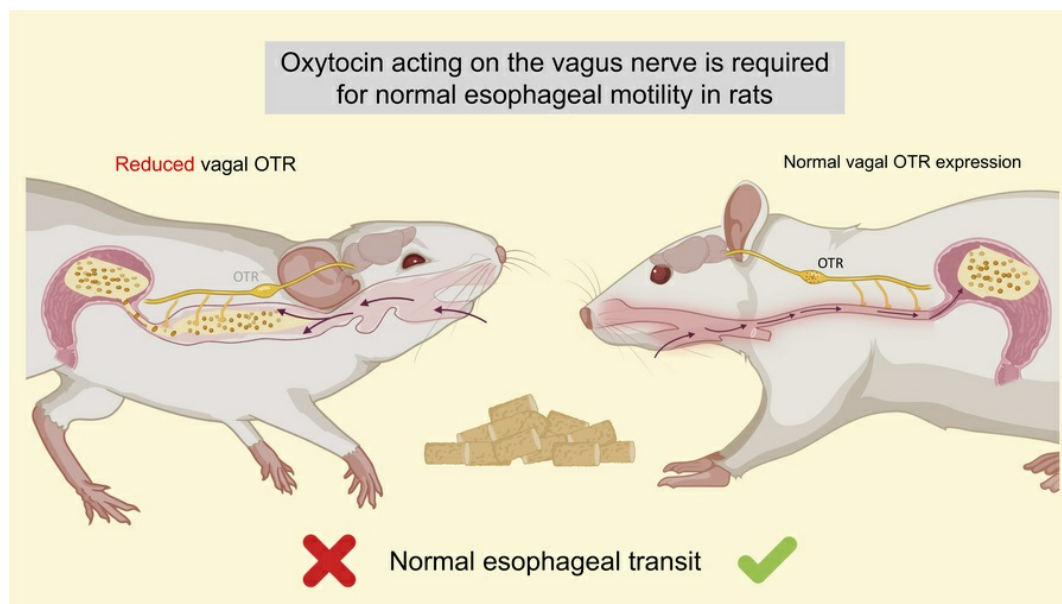 Oxytocin acting on the vagus nerve is required
for normal esophageal motility in rats
Reduced vagal OTR
Normal vagal OTR expression
OTR
OTR
Normal esophageal transit